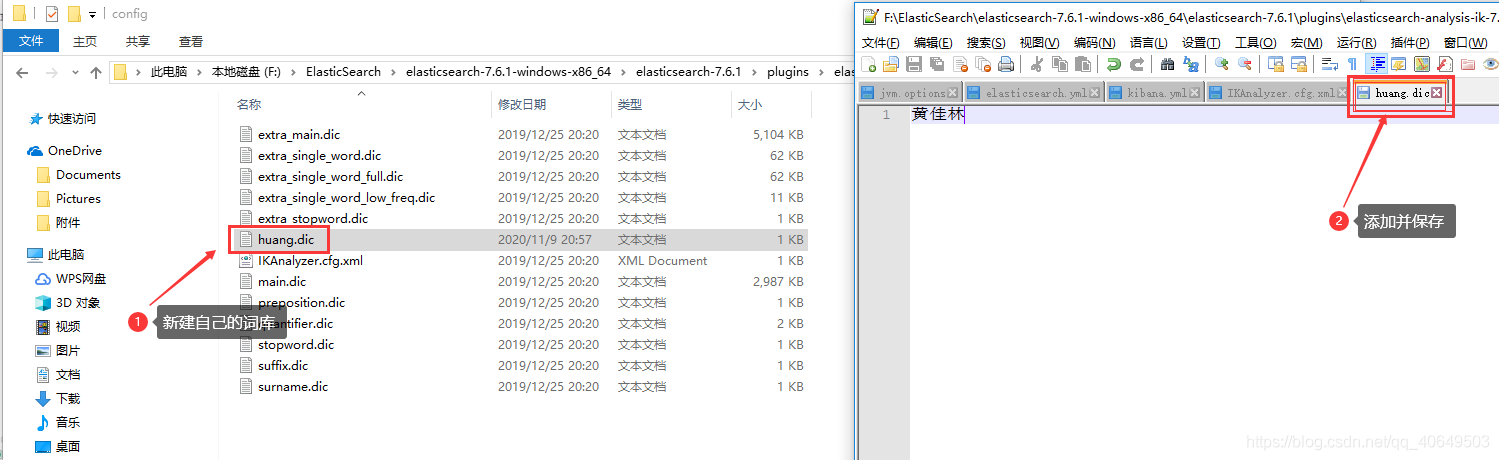 config
文件 主页 共享 查看
此电脑 本地磁盘 (F:) ElasticSearch elasticsearch-7.6.1-windows-x86_64 elasticsearch-7.6.1 plugins elas
名称 修改日期 类型 大小
快速访问
OneDrive
Documents
Pictures
附件
此电脑
WPS网盘
3D 对象
视频
图片
文档
下载
音乐
桌面
extra_main.dic 2019/12/25 20:20 文本文档 5,104 KB
extra_single_word.dic 2019/12/25 20:20 文本文档 62 KB
extra_single_word_full.dic 2019/12/25 20:20 文本文档 62 KB
extra_single_word_low_freq.dic 2019/12/25 20:20 文本文档 11 KB
extra_stopword.dic 2019/12/25 20:20 文本文档 1 KB
huang.dic 2020/11/9 20:57 文本文档 1 KB
IKAnalyzer.cfg.xml 2019/12/25 20:20 XML Document 1 KB
main.dic 2019/12/25 20:20 文本文档 2,987 KB
preposition.dic 2019/12/25 20:20 文本文档 1 KB
antifier.dic 2019/12/25 20:20 文本文档 2 KB
stopword.dic 2019/12/25 20:20 文本文档 1 KB
suffix.dic 2019/12/25 20:20 文本文档 1 KB
surname.dic 2019/12/25 20:20 文本文档 1 KB
1 新建自己的词库
F:\ElasticSearch\elasticsearch-7.6.1-windows-x86_64\elasticsearch-7.6.1\plugins\elasticsearch-analysis-ik-7.
文件(F) 编辑(E) 搜索(S) 视图(V) 编码(N) 语言(L) 设置(T) 工具(O) 宏(M) 运行(R) 插件(P) 窗口(W)
jvm.options elasticsearch.yml kibana.yml IKAnalyzer.cfg.xml huang.dic
1 黄佳林
2 添加并保存
https://blog.csdn.net/qq_40649503